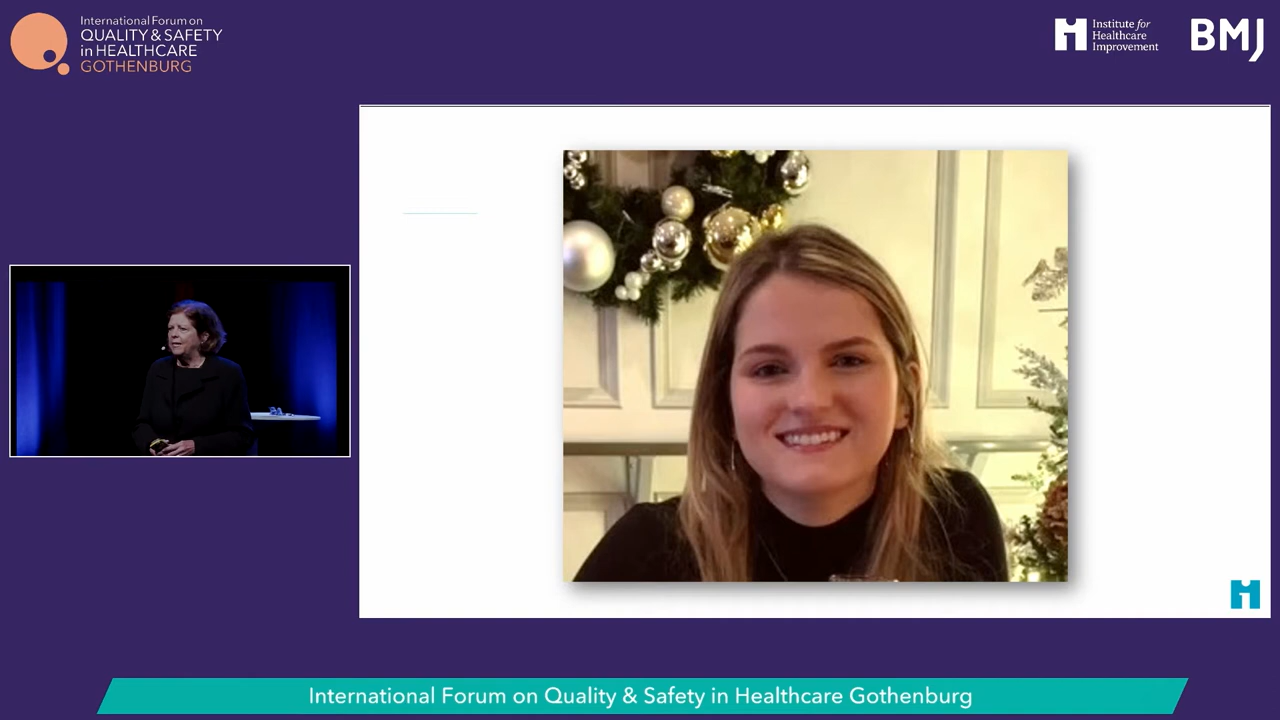 International Forum on
QUALITY & SAFETY
in HEALTHCARE
GOTHENBURG
Institute for
Healthcare
Improvement
BMJ
International Forum on Quality & Safety in Healthcare Gothenburg